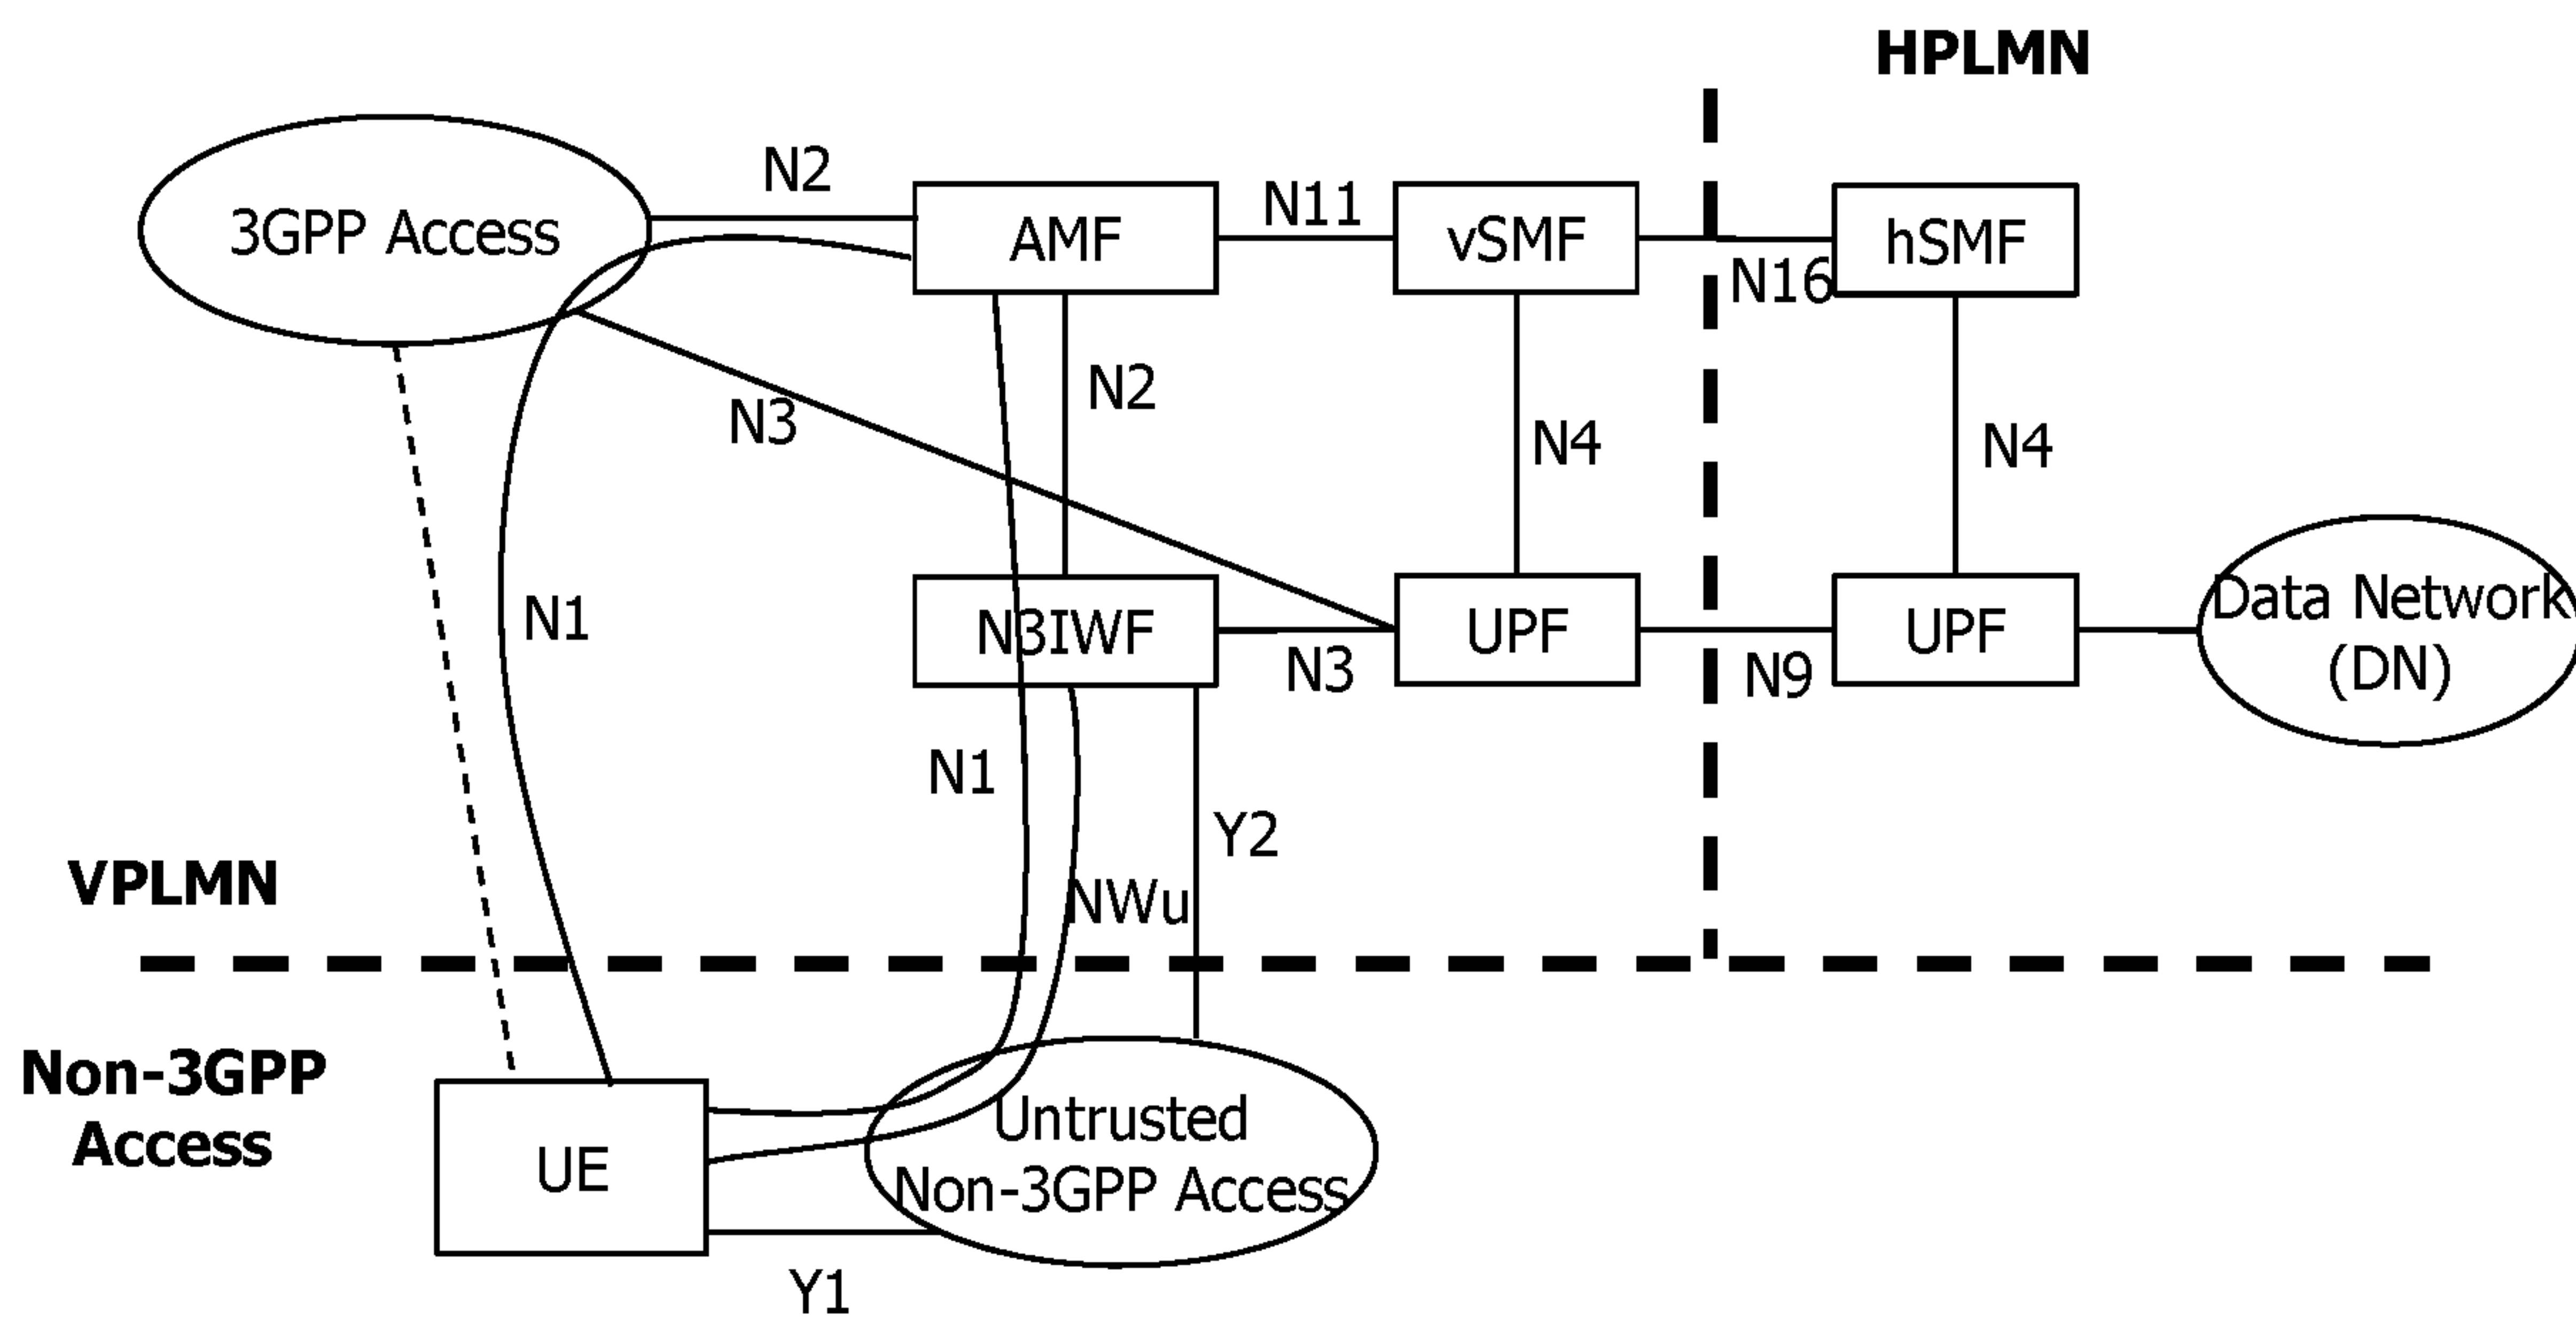 HPLMN
N2
3GPP Access
AMF
N11
vSMF
hSMF
N16
N2
N3
N4
N4
N1
N3IWF
UPF
UPF
Data Network
(DN)
N3
N9
N1
Y2
VPLMN
NWu
Non-3GPP
Access
UE
Untrusted
Non-3GPP Access
Y1